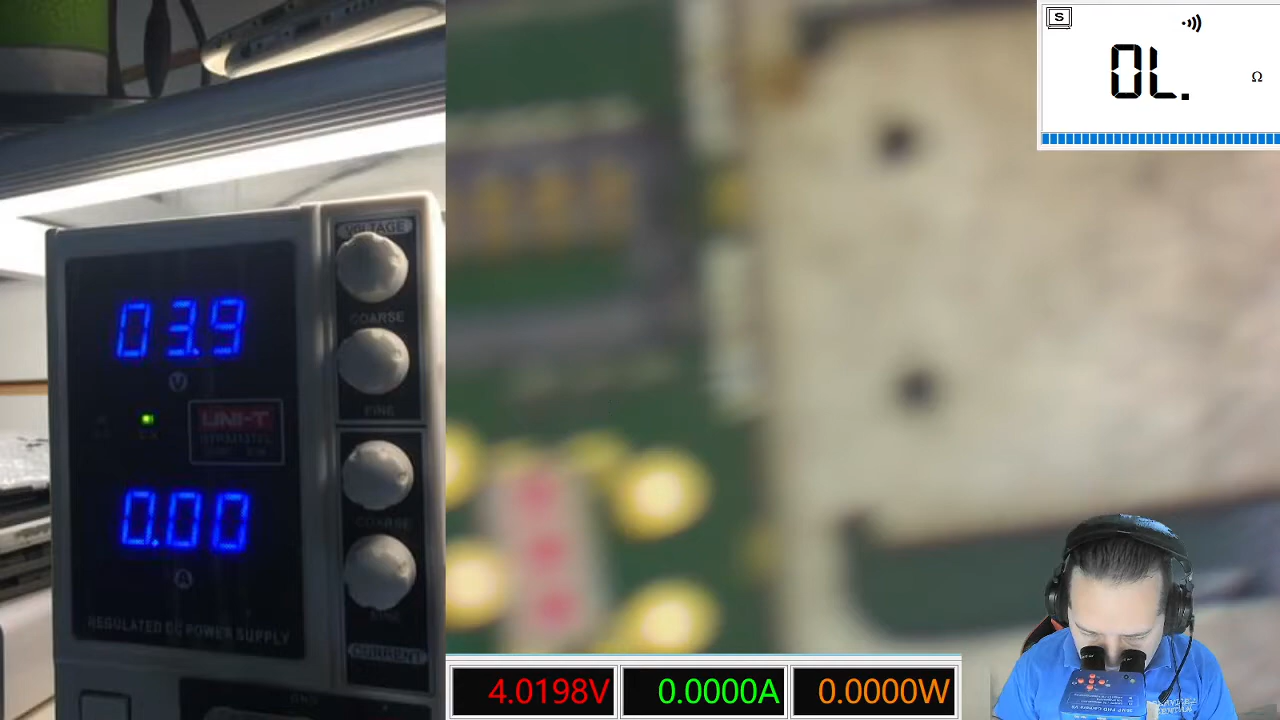 S
OL.
Ω
VOLTAGE
03.9
COARSE
V
FINE
UNI-T
0.00
COARSE
A
FINE
REGULATED DC POWER SUPPLY
CURRENT
4.0198V
0.0000A
0.0000W